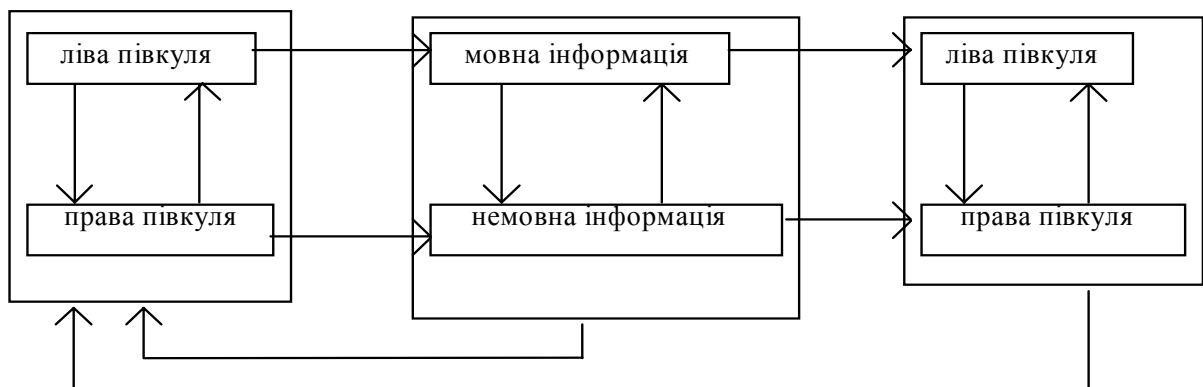 ліва півкуля
мовна інформація
ліва півкуля
права півкуля
немовна інформація
права півкуля